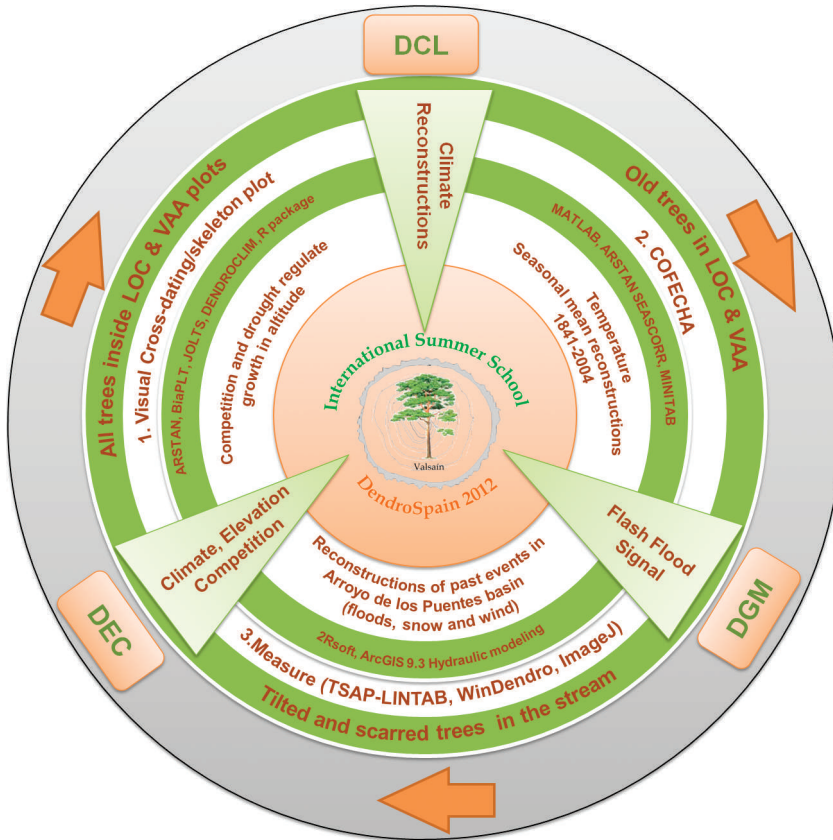 DCL
Climate
Reconstructions
Old trees in LOC & VAA
2. COFECHA
MATLAB, ARSTAN SEASCORR, MINITAB
Temperature
Seasonal mean reconstructions
1841-2004
DGM
Flash Flood
Signal
Reconstructions of past events in
Arroyo de los Puentes basin
(floods, snow and wind)
2Rsoft, ArcGIS 9.3 Hydraulic modeling
3.Measure (TSAP-LINTAB, WinDendro, ImageJ)
Tilted and scarred trees in the stream
DEC
Climate, Elevation
Competition
All trees inside LOC & VAA plots
1. Visual Cross-dating/skeleton plot
ARSTAN, BiaPLT, JOLTS, DENDROCLIM, R package
Competition and drought regulate
growth in altitude
International Summer School
Valsain
DendroSpain 2012